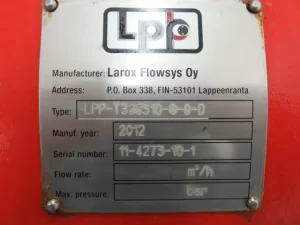 LPP
Manufacturer: Larox Flowsys Oy
Address: P.O. Box 338, FIN-53101 Lappeenranta
Type:
Manuf. year: 2012
Serial number: 11-4273-10-1
Flow rate: m³/h
Max. pressure: bar